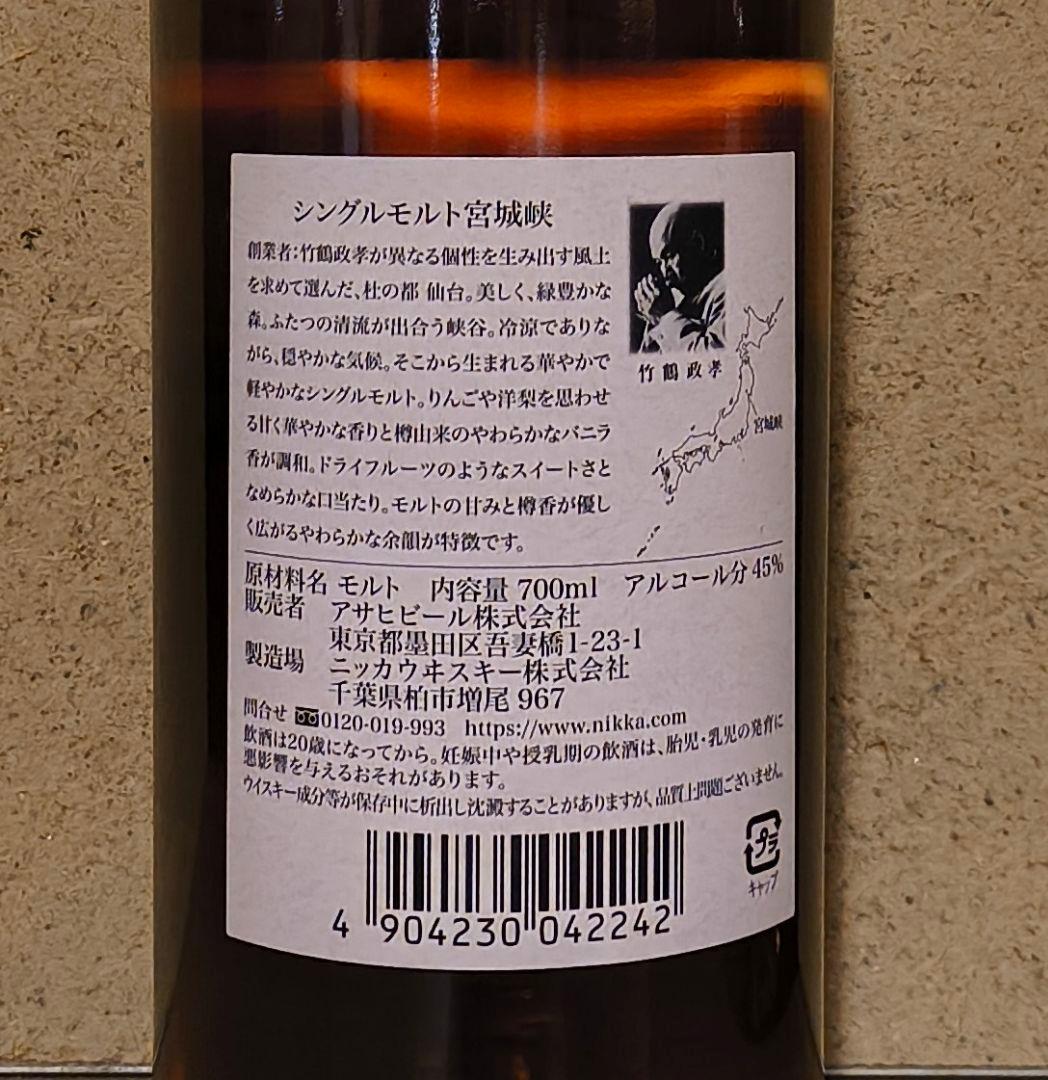 シングルモルト宮城峡
創業者:竹鶴政孝が異なる個性を生み出す風土
を求めて選んだ、杜の都 仙台。美しく、緑豊かな
森。ふたつの清流が出合う峡谷。冷涼でありな
がら、穏やかな気候。そこから生まれる華やかで
軽やかなシングルモルト。りんごや洋梨を思わせ
る甘く華やかな香りと樽由来のやわらかなバニラ
香が調和。ドライフルーツのようなスイートさと
なめらかな口当たり。モルトの甘みと樽香が優し
く広がるやわらかな余韻が特徴です。
竹鶴政孝
宮城峡
原材料名 モルト 内容量 700ml アルコール分 45%
販売者 アサヒビール株式会社
東京都墨田区吾妻橋1-23-1
製造場 ニッカウヰスキー株式会社
千葉県柏市増尾 967
問合せ 0120-019-993 https://www.nikka.com
飲酒は20歳になってから。妊娠中や授乳期の飲酒は、胎児・乳児の発育に
悪影響を与えるおそれがあります。
ウイスキー成分等が保存中に析出し沈澱することがありますが、品質上問題ございません。
プラ
キャップ
4 904230 042242